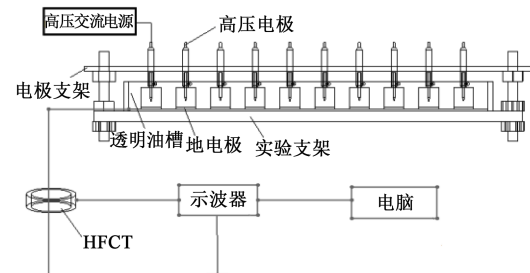 高压交流电源
高压电极
电极支架
透明油槽
地电极
实验支架
示波器
电脑
HFCT